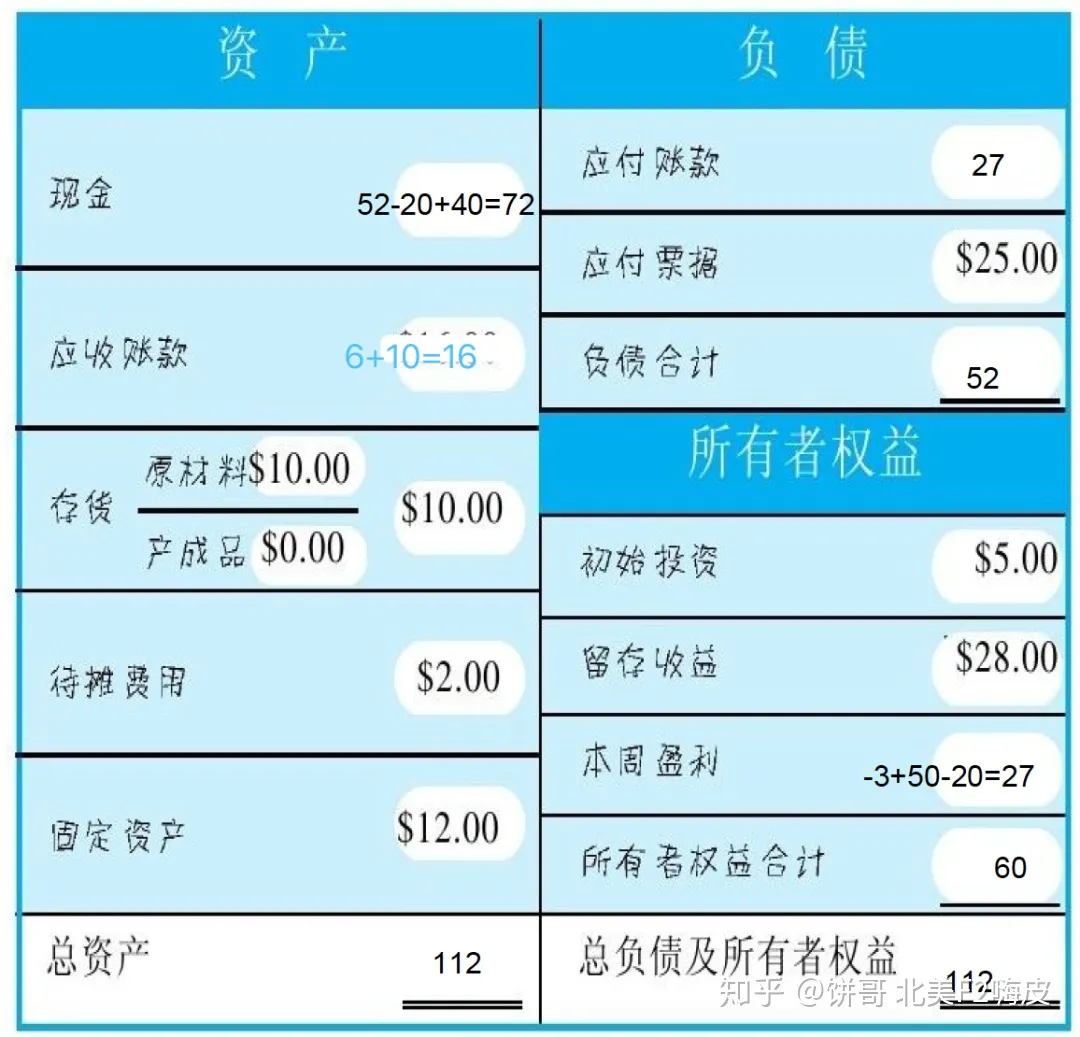 资 产
现金 52-20+40=72
应收账款 6+10=16
存货 原材料 $10.00 $10.00
产成品 $0.00
待摊费用 $2.00
固定资产 $12.00
总资产 112
负 债
应付账款 27
应付票据 $25.00
负债合计 52
所有者权益
初始投资 $5.00
留存收益 $28.00
本周盈利 -3+50-20=27
所有者权益合计 60
总负债及所有者权益 112
知乎 @饼哥 北美F2嗨皮